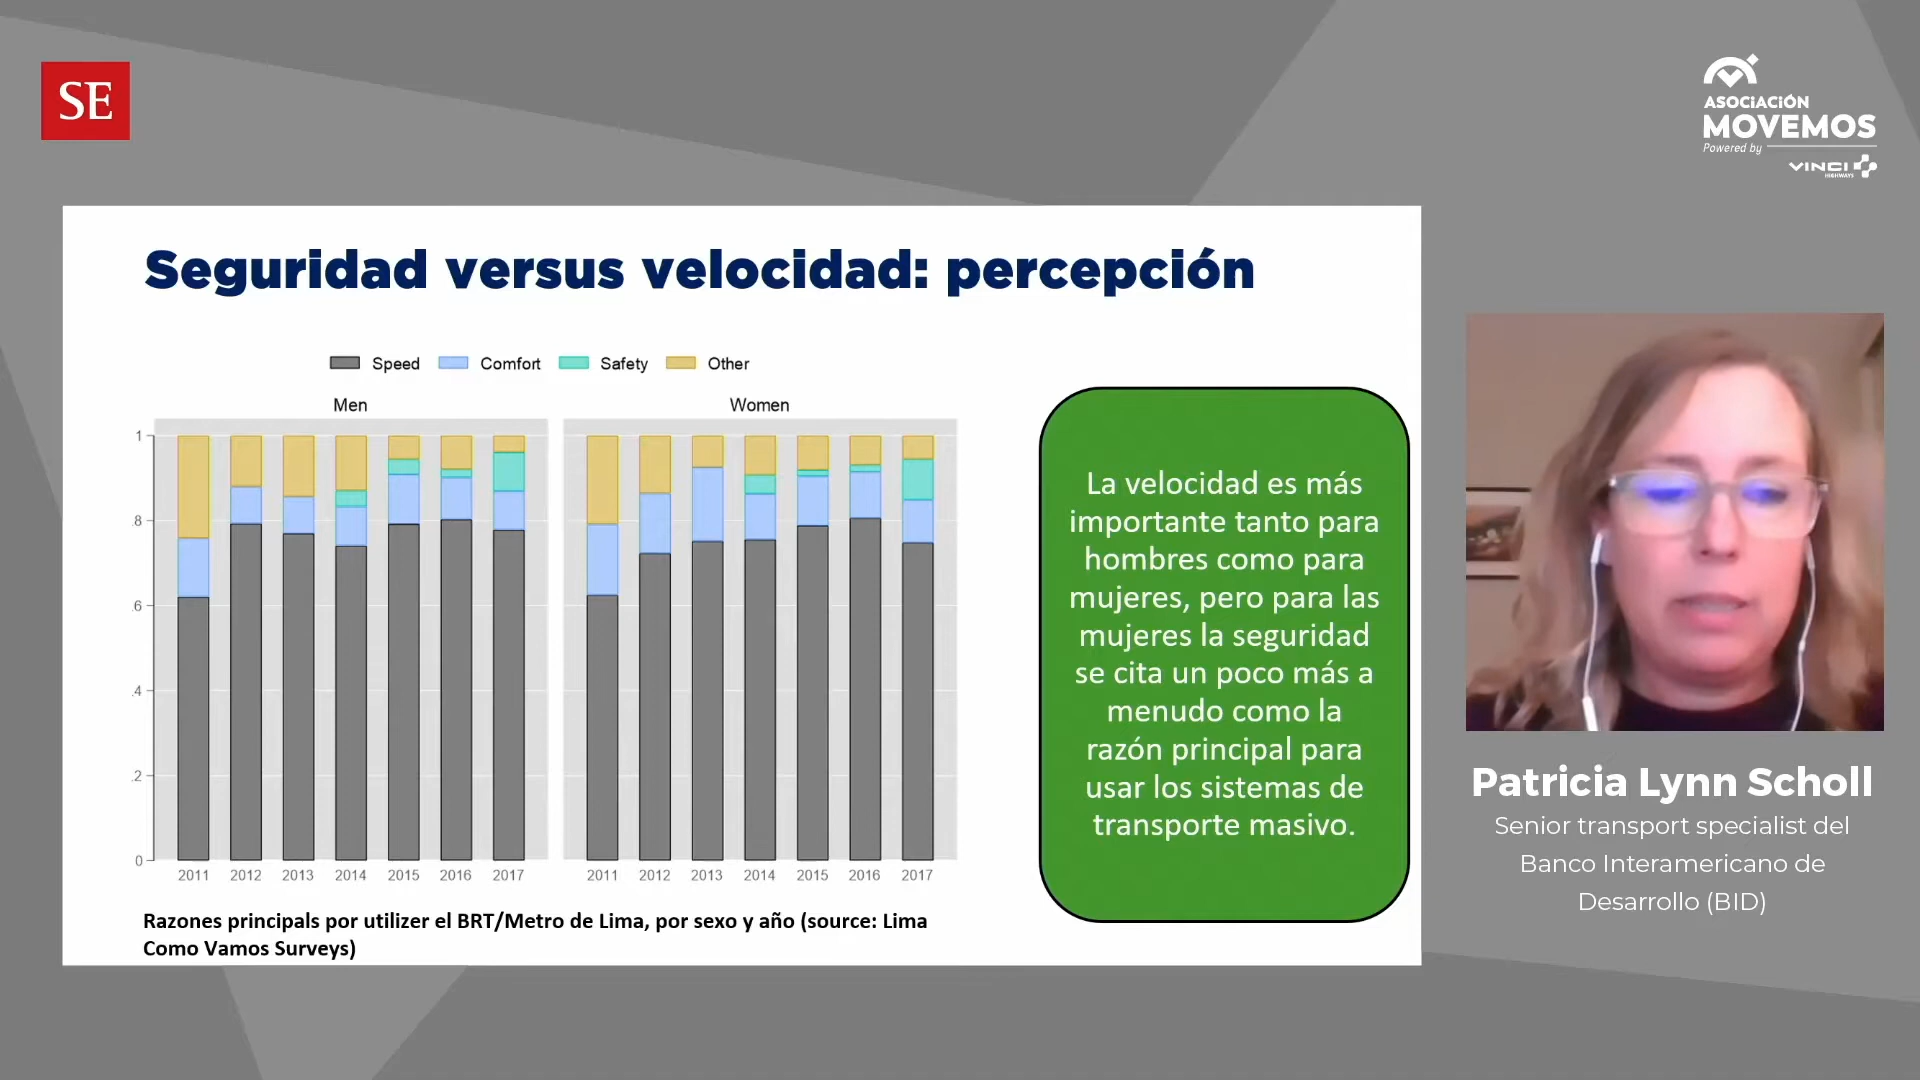 SE
ASOCIACIÓN
MOVEMOS
Powered by
VINCI
HIGHWAYS
Seguridad versus velocidad: percepción
Speed Comfort Safety Other
Men Women
1
.8
.6
.4
.2
0
2011 2012 2013 2014 2015 2016 2017 2011 2012 2013 2014 2015 2016 2017
Razones principals por utilizer el BRT/Metro de Lima, por sexo y año (source: Lima
Como Vamos Surveys)
La velocidad es más
importante tanto para
hombres como para
mujeres, pero para las
mujeres la seguridad
se cita un poco más a
menudo como la
razón principal para
usar los sistemas de
transporte masivo.
Patricia Lynn Scholl
Senior transport specialist del
Banco Interamericano de
Desarrollo (BID)